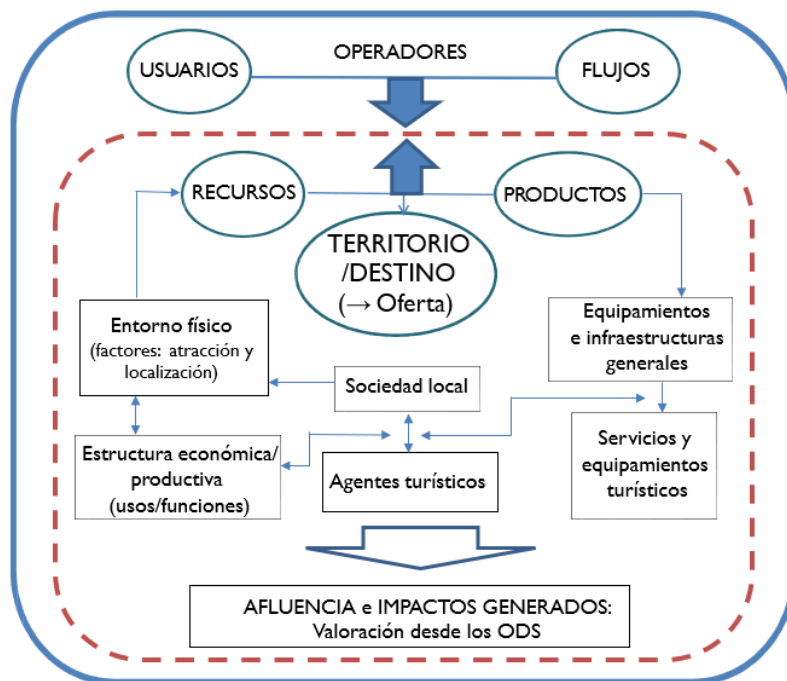 OPERADORES
USUARIOS
FLUJOS
RECURSOS
PRODUCTOS
TERRITORIO
/DESTINO
(→ Oferta)
Entorno físico
(factores: atracción y
localización)
Equipamientos
e infraestructuras
generales
Sociedad local
Estructura económica/
productiva
(usos/funciones)
Agentes turísticos
Servicios y
equipamientos
turísticos
AFLUENCIA e IMPACTOS GENERADOS:
Valoración desde los ODS